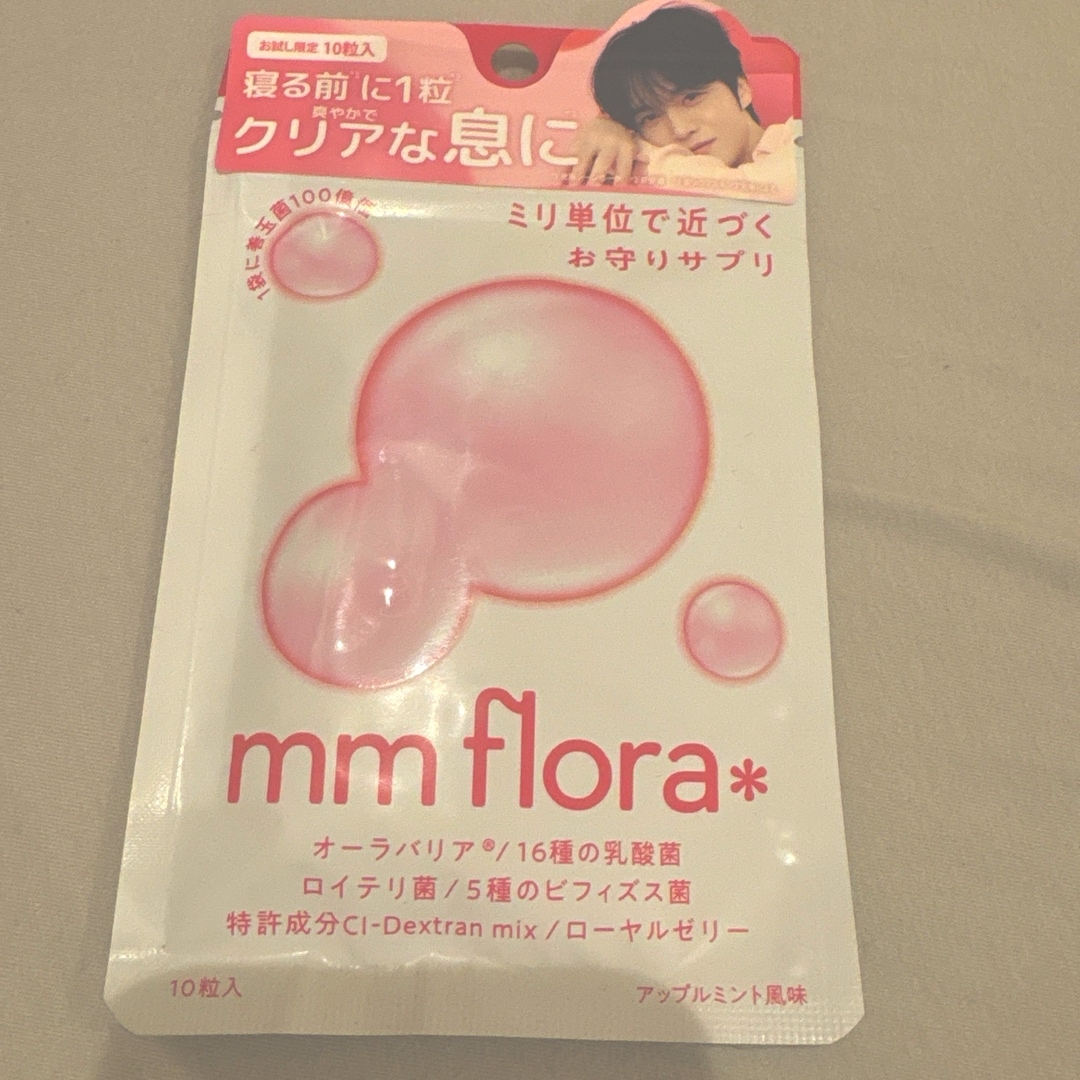 お試し限定 10粒入
寝る前に1粒
爽やかで
クリアな息に
1袋に善玉菌100億個
ミリ単位で近づく
お守りサプリ
mm flora*
オーラバリア®/16種の乳酸菌
ロイテリ菌/5種のビフィズス菌
特許成分CI-Dextran mix/ローヤルゼリー
10粒入
アップルミント風味